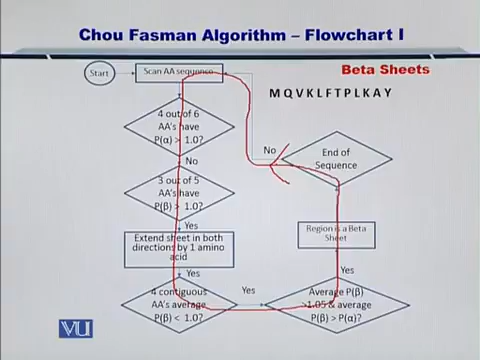 Chou Fasman Algorithm – Flowchart I
Start
Scan AA sequence
Beta Sheets
M Q V K L F T P L K A Y
4 out of 6
AA's have
P(α) > 1.0?
No
End of
Sequence
No
3 out of 5
AA's have
P(β) > 1.0?
Yes
Extend sheet in both
directions by 1 amino
acid
Region is a Beta
Sheet
Yes
Yes
4 contiguous
AA's average
P(β) < 1.0?
Yes
Average P(β)
>1.05 & average
P(β) > P(α)?
VU